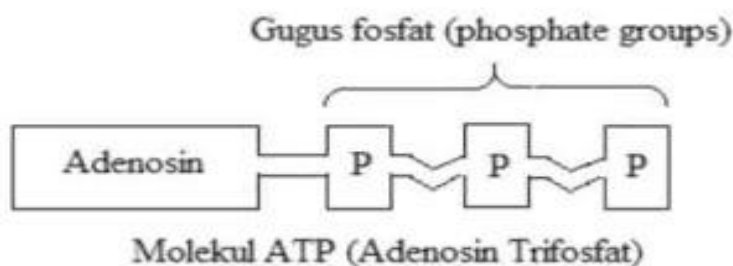 Gugus fosfat (phosphate groups)
Adenosin P P P
Molekul ATP (Adenosin Trifosfat)